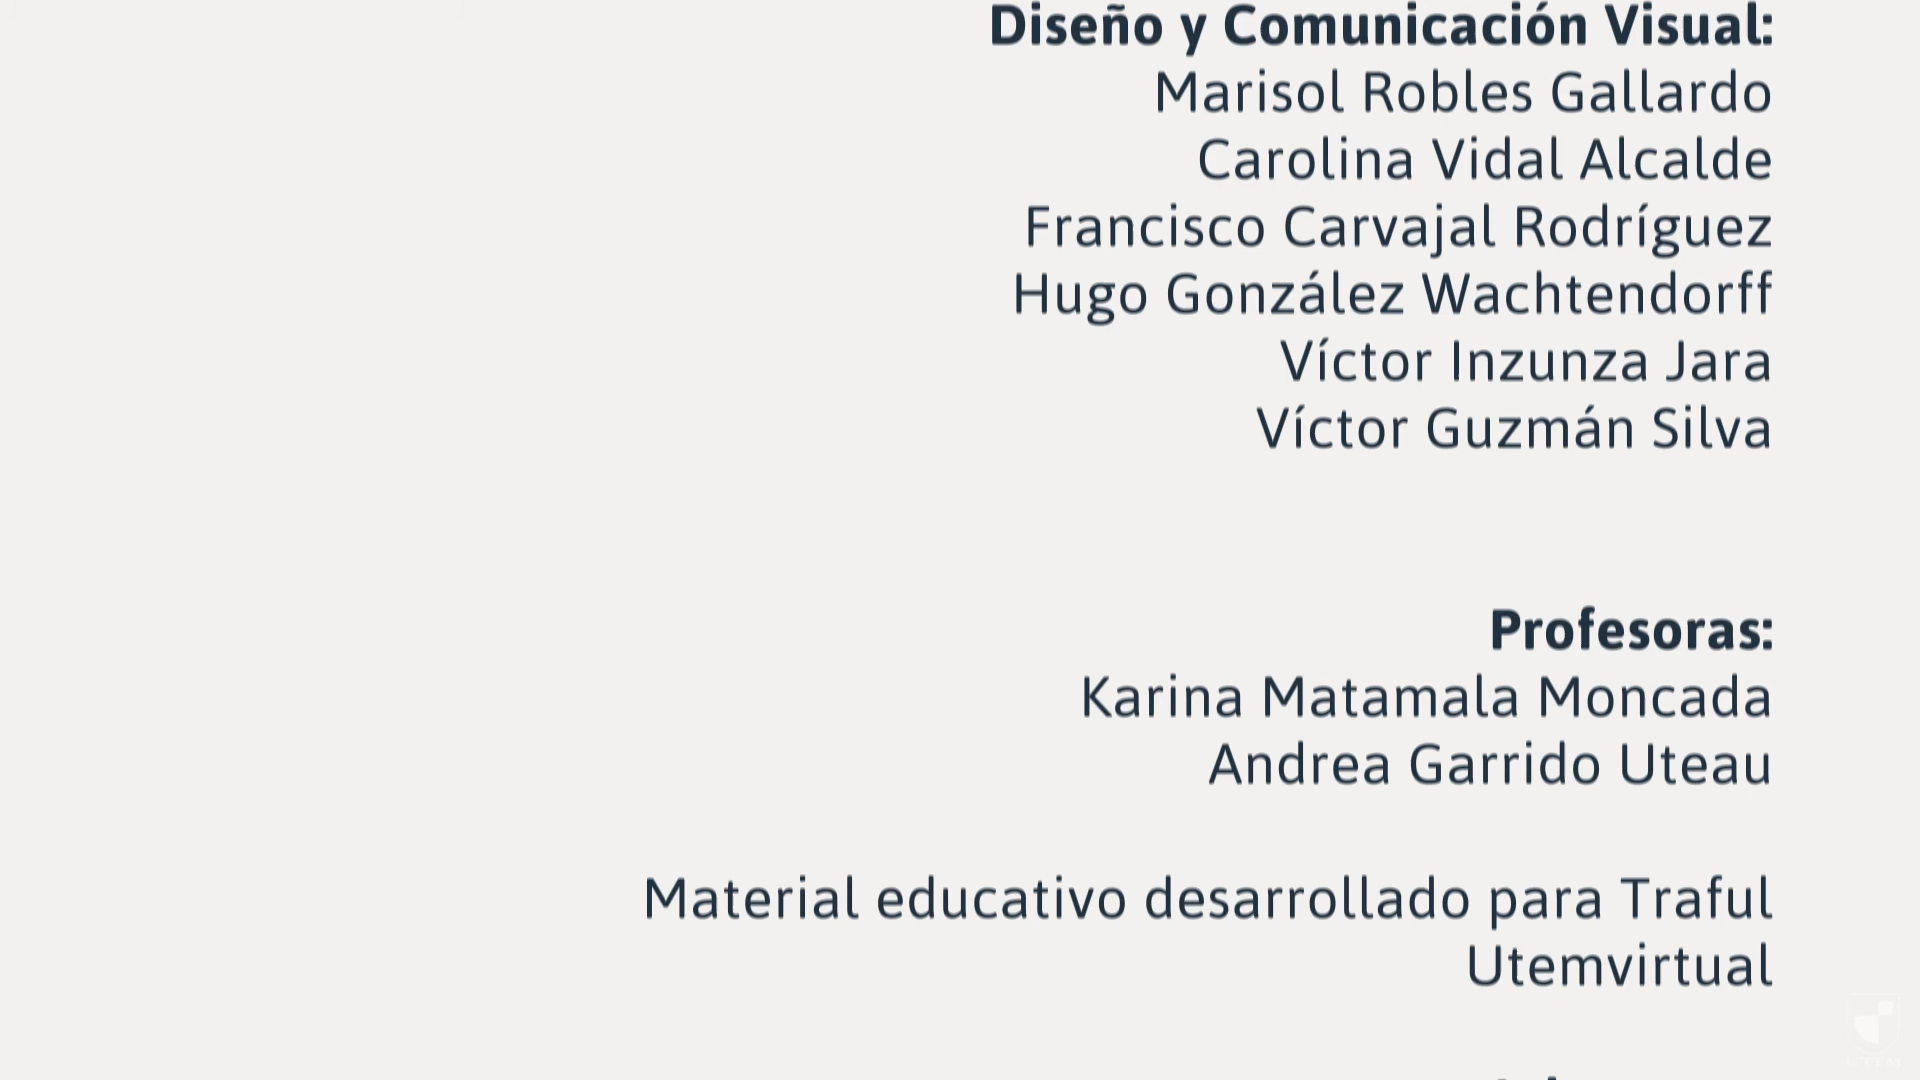 Diseño y Comunicación Visual:
Marisol Robles Gallardo
Carolina Vidal Alcalde
Francisco Carvajal Rodríguez
Hugo González Wachtendorff
Víctor Inzunza Jara
Víctor Guzmán Silva
Profesoras:
Karina Matamala Moncada
Andrea Garrido Uteau
Material educativo desarrollado para Traful
Utemvirtual